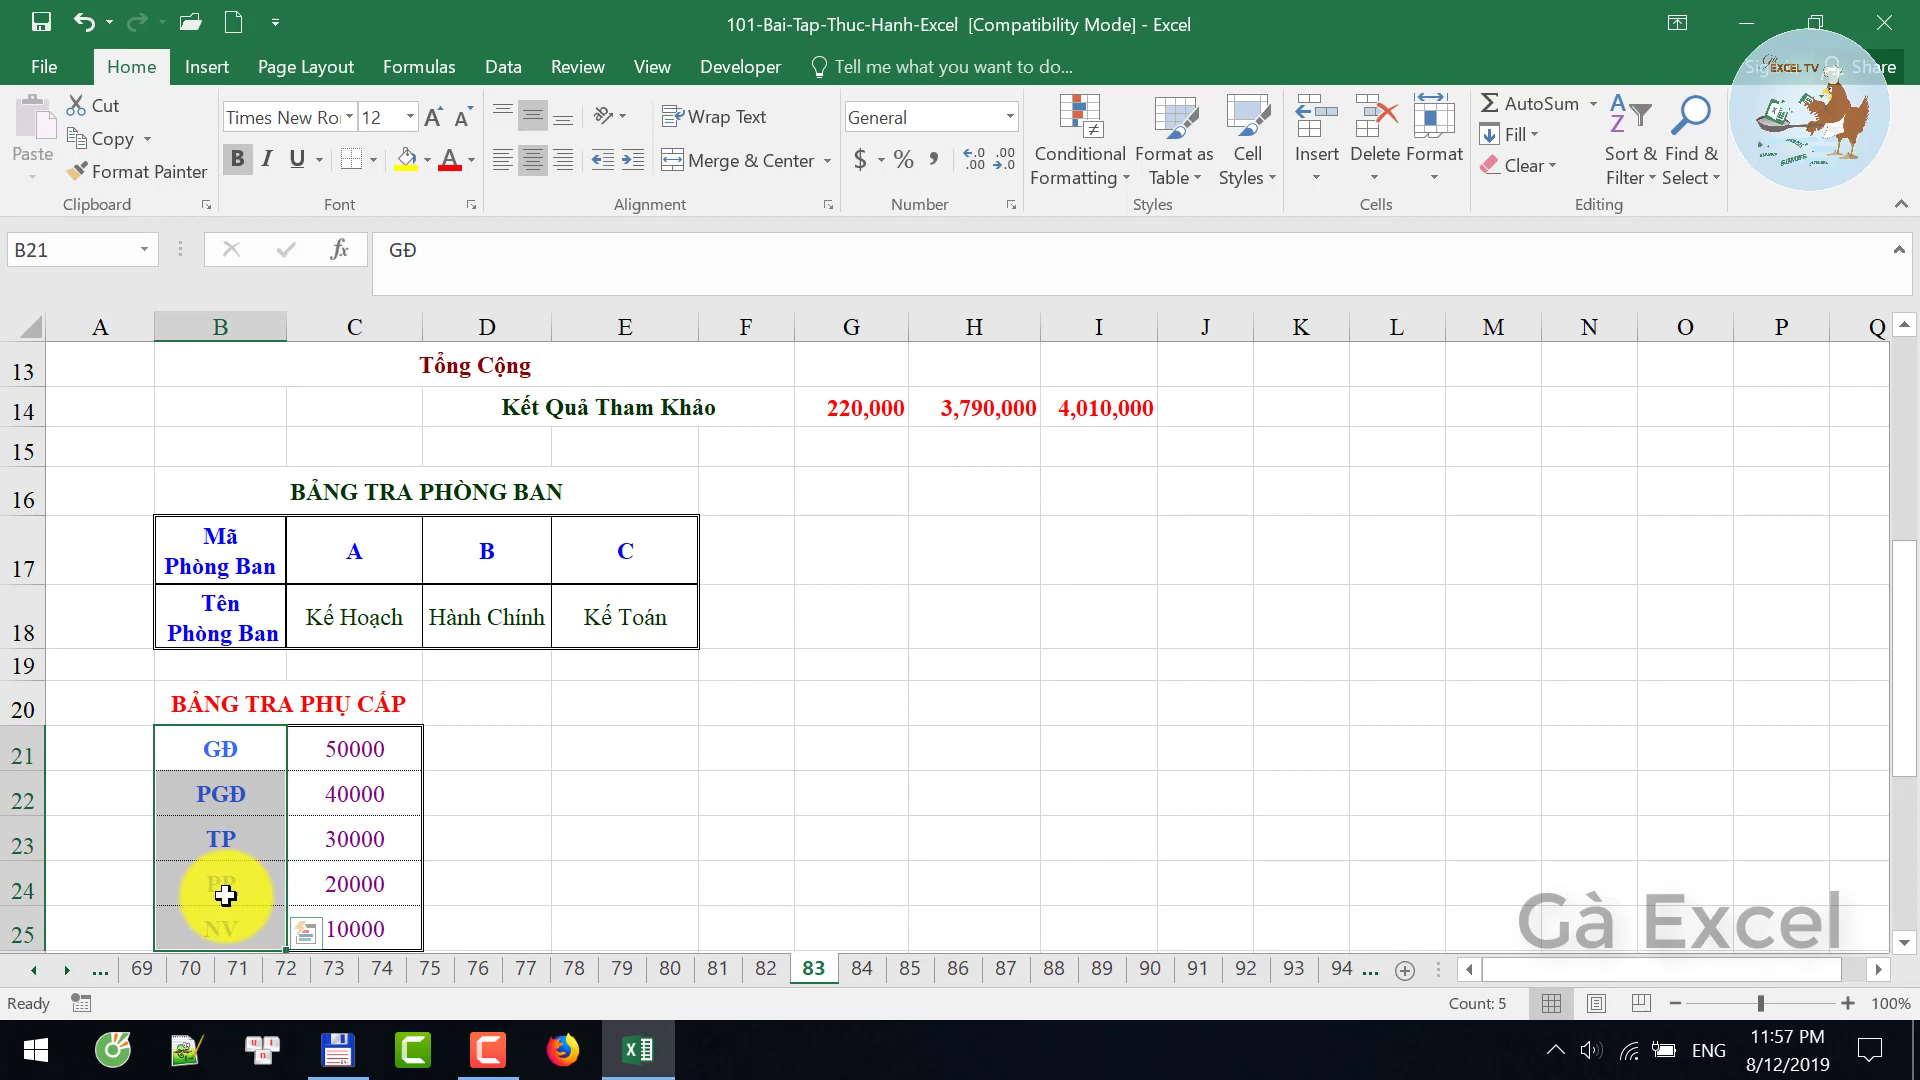 101-Bai-Tap-Thuc-Hanh-Excel [Compatibility Mode] - Excel
File Home Insert Page Layout Formulas Data Review View Developer Tell me what you want to do... Share
EXCEL TV
Cut
Copy
Format Painter
Paste
Clipboard
Times New Ro 12
B I U
Font
Wrap Text
Merge & Center
Alignment
General
$ % ,
Number
Conditional Formatting
Format as Table
Cell Styles
Styles
Insert Delete Format
Cells
AutoSum
Fill
Clear
Sort & Filter
Find & Select
Editing
B21 fx GĐ
A B C D E F G H I J K L M N O P Q
13 Tổng Cộng
14 Kết Quả Tham Khảo 220,000 3,790,000 4,010,000
15
16 BẢNG TRA PHÒNG BAN
17 Mã Phòng Ban A B C
18 Tên Phòng Ban Kế Hoạch Hành Chính Kế Toán
19
20 BẢNG TRA PHỤ CẤP
21 GĐ 50000
22 PGĐ 40000
23 TP 30000
24 PP 20000
25 NV 10000
Gà Excel
... 69 70 71 72 73 74 75 76 77 78 79 80 81 82 83 84 85 86 87 88 89 90 91 92 93 94 ...
Ready Count: 5 100%
ENG
11:57 PM
8/12/2019